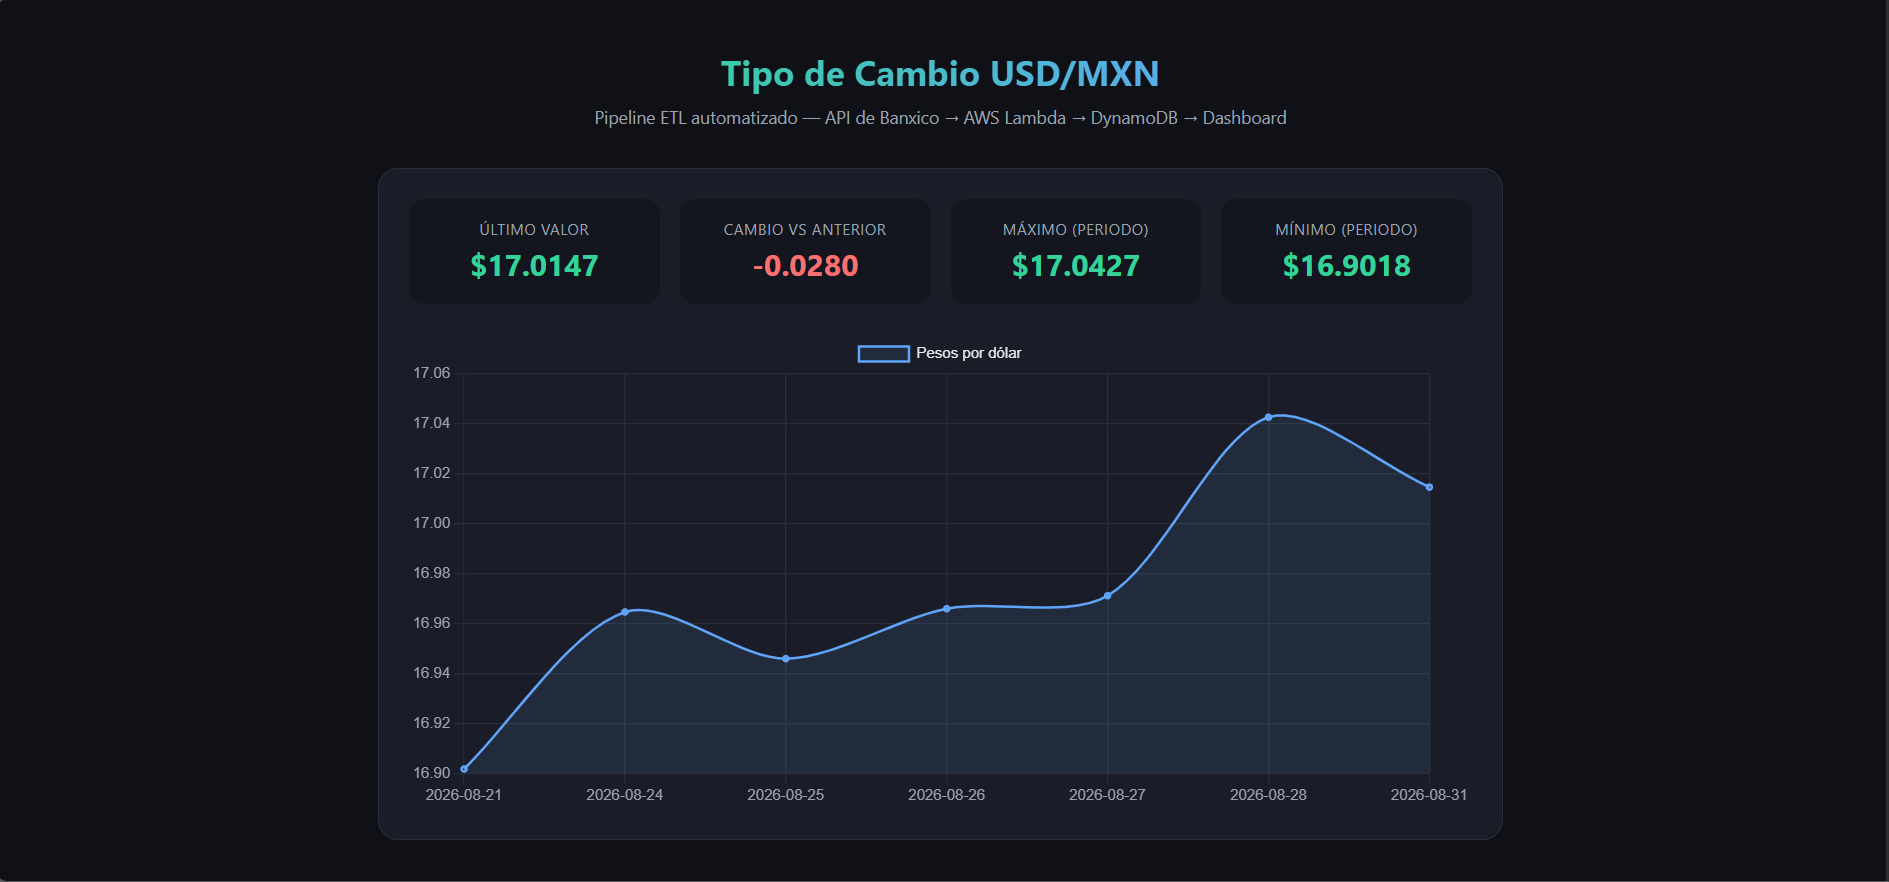 Tipo de Cambio USD/MXN
Pipeline ETL automatizado — API de Banxico → AWS Lambda → DynamoDB → Dashboard
ÚLTIMO VALOR
$17.0147
CAMBIO VS ANTERIOR
-0.0280
MÁXIMO (PERIODO)
$17.0427
MÍNIMO (PERIODO)
$16.9018
Pesos por dólar
17.06
17.04
17.02
17.00
16.98
16.96
16.94
16.92
16.90
2026-08-21 2026-08-24 2026-08-25 2026-08-26 2026-08-27 2026-08-28 2026-08-31